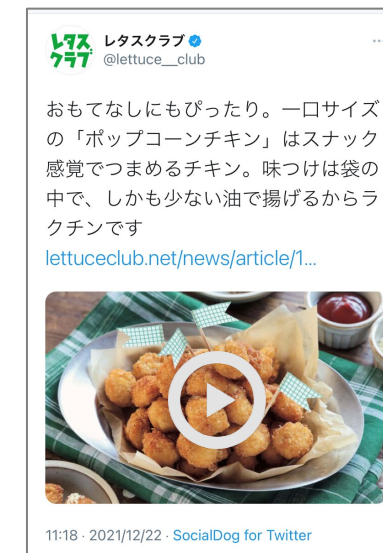 レタス
クラブ
レタスクラブ
@lettuce__club
おもてなしにもぴったり。一口サイズ
の「ポップコーンチキン」はスナック
感覚でつまめるチキン。味つけは袋の
中で、しかも少ない油で揚げるからラ
クチンです
lettuceclub.net/news/article/1...
11:18 · 2021/12/22 · SocialDog for Twitter